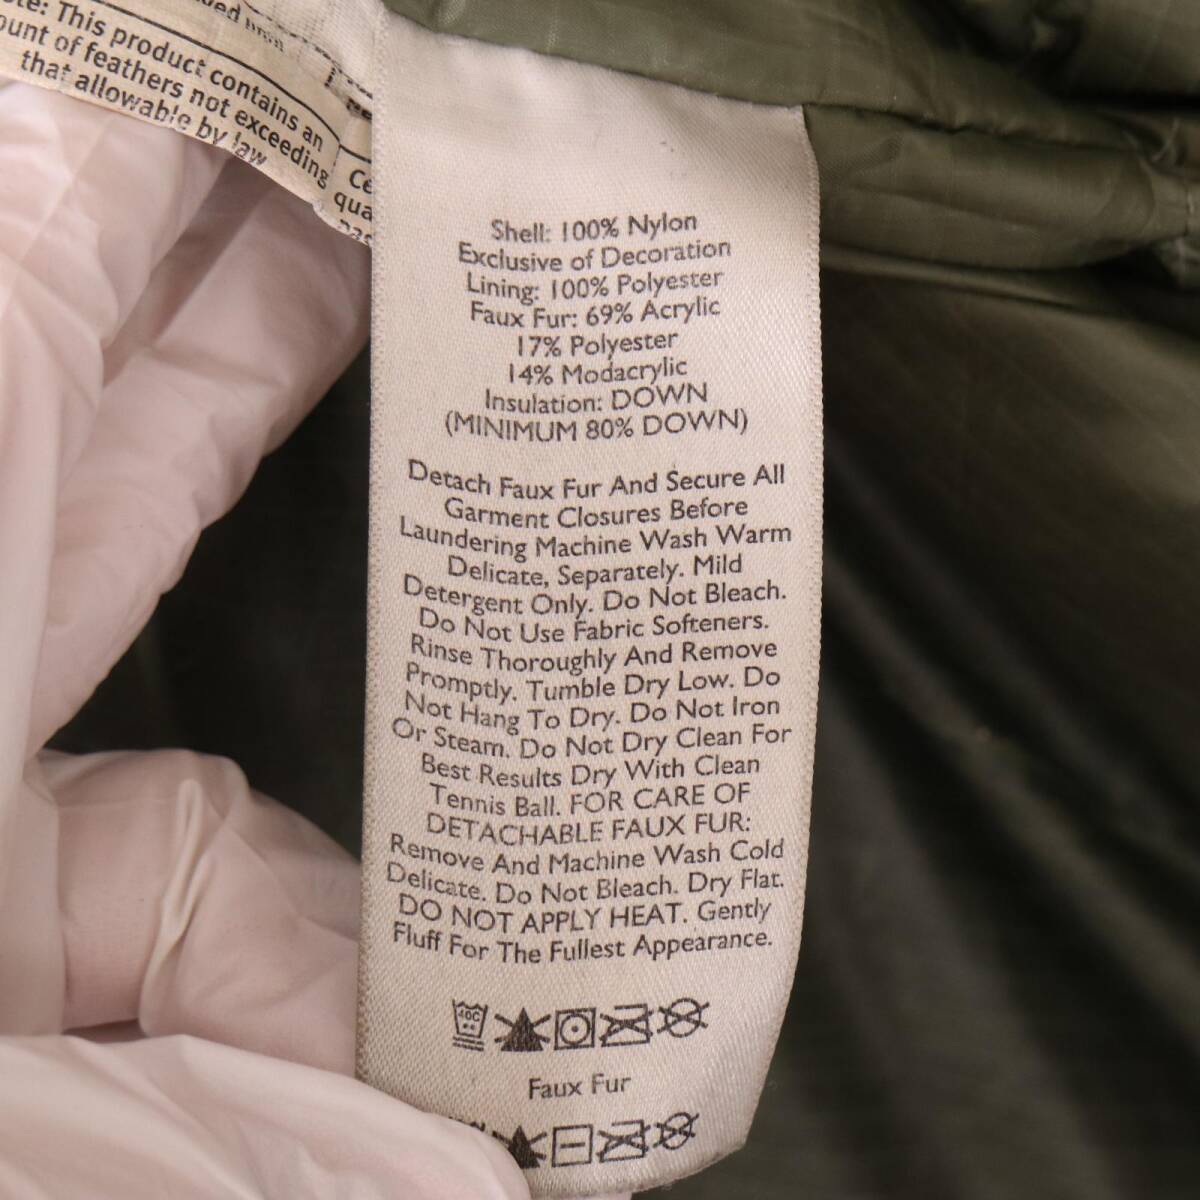 This product contains an
of feathers not exceeding
that allowable by law
Shell: 100% Nylon
Exclusive of Decoration
Lining: 100% Polyester
Faux Fur: 69% Acrylic
17% Polyester
14% Modacrylic
Insulation: DOWN
(MINIMUM 80% DOWN)
Detach Faux Fur And Secure All
Garment Closures Before
Laundering Machine Wash Warm
Delicate, Separately. Mild
Detergent Only. Do Not Bleach.
Do Not Use Fabric Softeners.
Rinse Thoroughly And Remove
Promptly. Tumble Dry Low. Do
Not Hang To Dry. Do Not Iron
Or Steam. Do Not Dry Clean For
Best Results Dry With Clean
Tennis Ball. FOR CARE OF
DETACHABLE FAUX FUR:
Remove And Machine Wash Cold
Delicate. Do Not Bleach. Dry Flat.
DO NOT APPLY HEAT. Gently
Fluff For The Fullest Appearance.
40C
Faux Fur